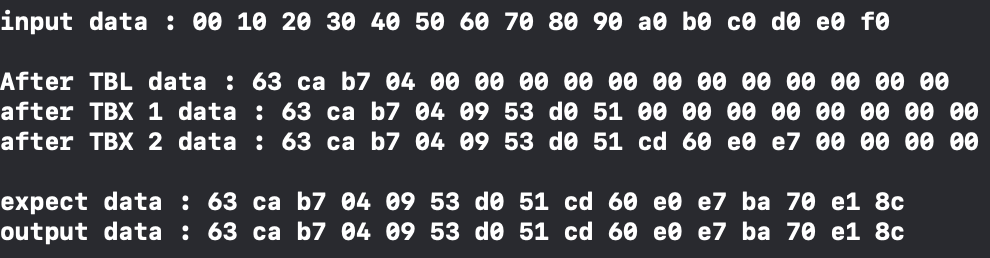 input data : 00 10 20 30 40 50 60 70 80 90 a0 b0 c0 d0 e0 f0
After TBL data : 63 ca b7 04 00 00 00 00 00 00 00 00 00 00 00 00
after TBX 1 data : 63 ca b7 04 09 53 d0 51 00 00 00 00 00 00 00 00
after TBX 2 data : 63 ca b7 04 09 53 d0 51 cd 60 e0 e7 00 00 00 00
expect data : 63 ca b7 04 09 53 d0 51 cd 60 e0 e7 ba 70 e1 8c
output data : 63 ca b7 04 09 53 d0 51 cd 60 e0 e7 ba 70 e1 8c